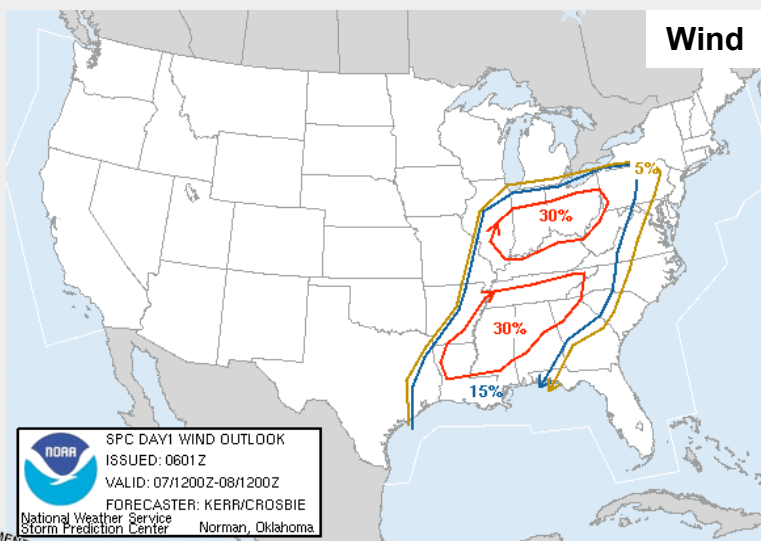 Wind
5%
30%
30%
15%
SPC DAY1 WIND OUTLOOK
ISSUED: 0601Z
VALID: 07/1200Z-08/1200Z
FORECASTER: KERR/CROSBIE
National Weather Service
Storm Prediction Center Norman, Oklahoma
NOAA